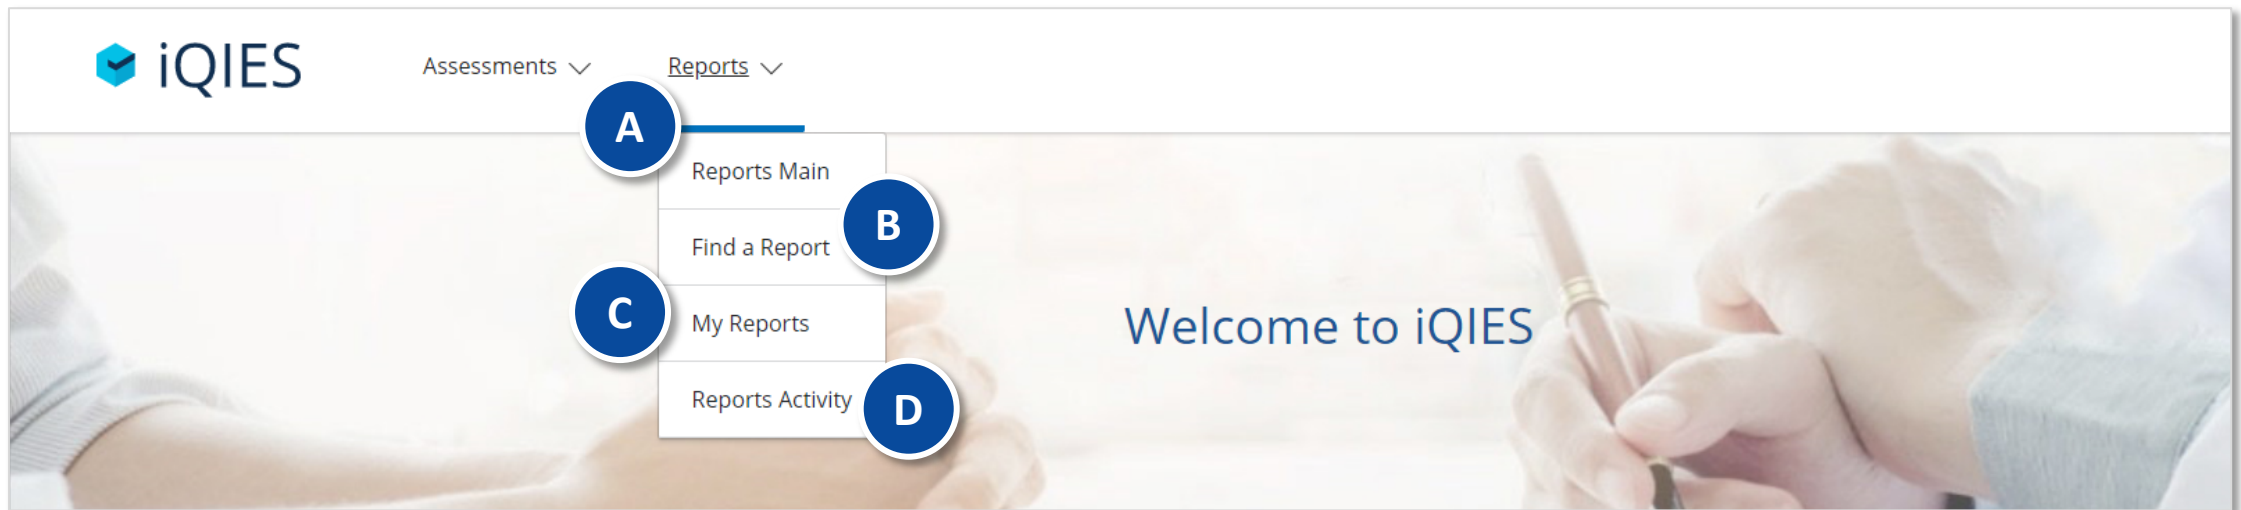 iQIES
Assessments
Reports
A
Reports Main
B
Find a Report
C
My Reports
Welcome to iQIES
Reports Activity
D